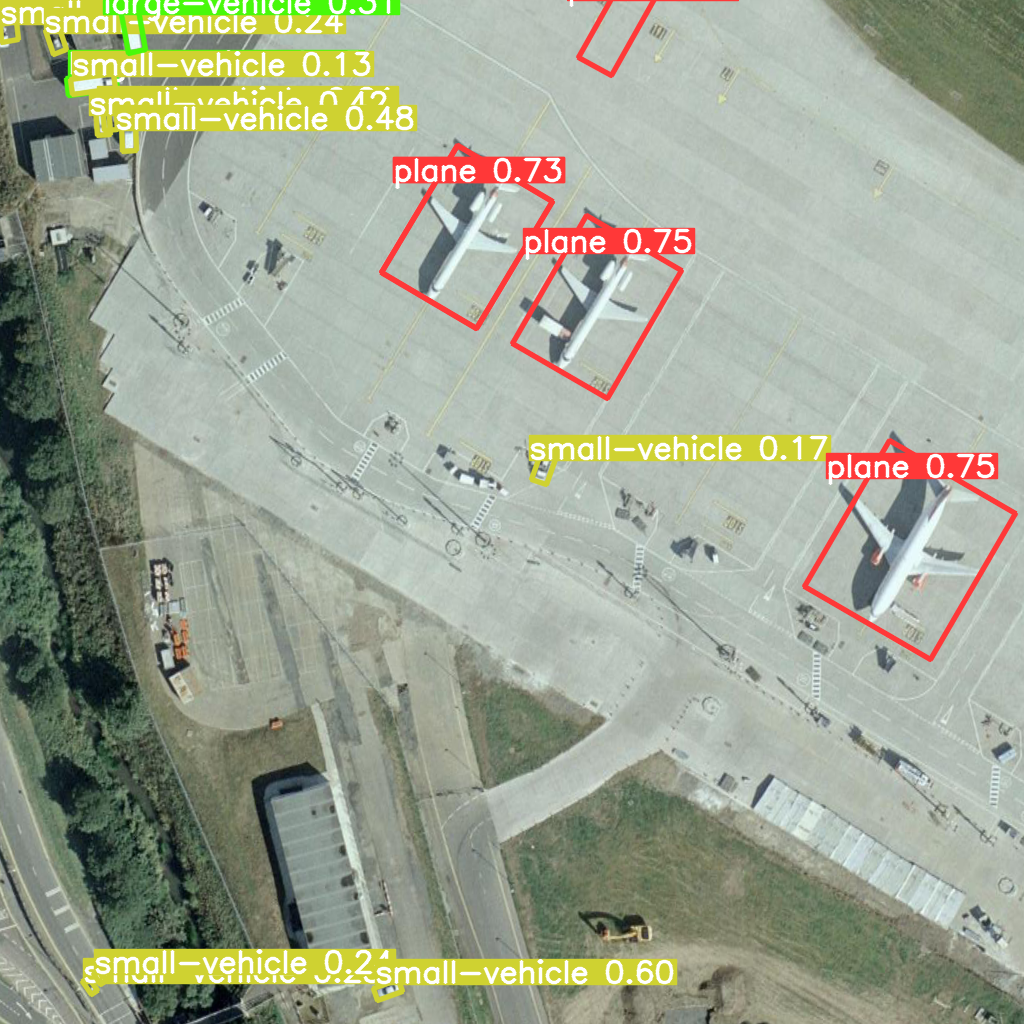 large-vehicle 0.31
small-vehicle 0.24
small-vehicle 0.13
small-vehicle 0.42
small-vehicle 0.48
plane 0.73
plane 0.75
small-vehicle 0.17
plane 0.75
small-vehicle 0.24
small-vehicle 0.60